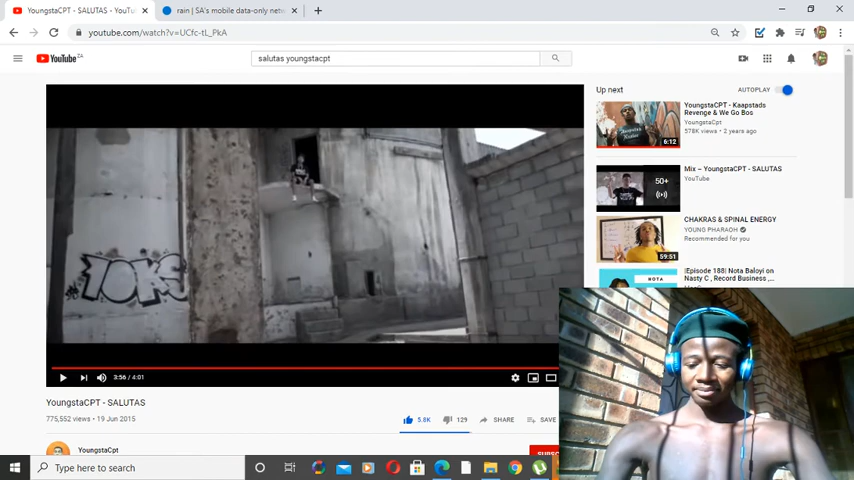 YoungstaCPT - SALUTAS - YouTu
rain | SA's mobile data-only netw
youtube.com/watch?v=UCfc-tL_PkA
YouTube ZA
salutas youngstacpt
Up next
AUTOPLAY
YoungstaCPT - Kaapstads
Revenge & We Go Bos
YoungstaCpt
578K views • 2 years ago
6:12
Mix – YoungstaCPT - SALUTAS
YouTube
50+
CHAKRAS & SPINAL ENERGY
YOUNG PHARAOH
Recommended for you
59:51
|Episode 188| Nota Baloyi on
Nasty C , Record Business ,...
NOTA
3:56 / 4:01
YoungstaCPT - SALUTAS
775,552 views • 19 Jun 2015
5.8K
129
SHARE
SAVE
YoungstaCpt
Type here to search